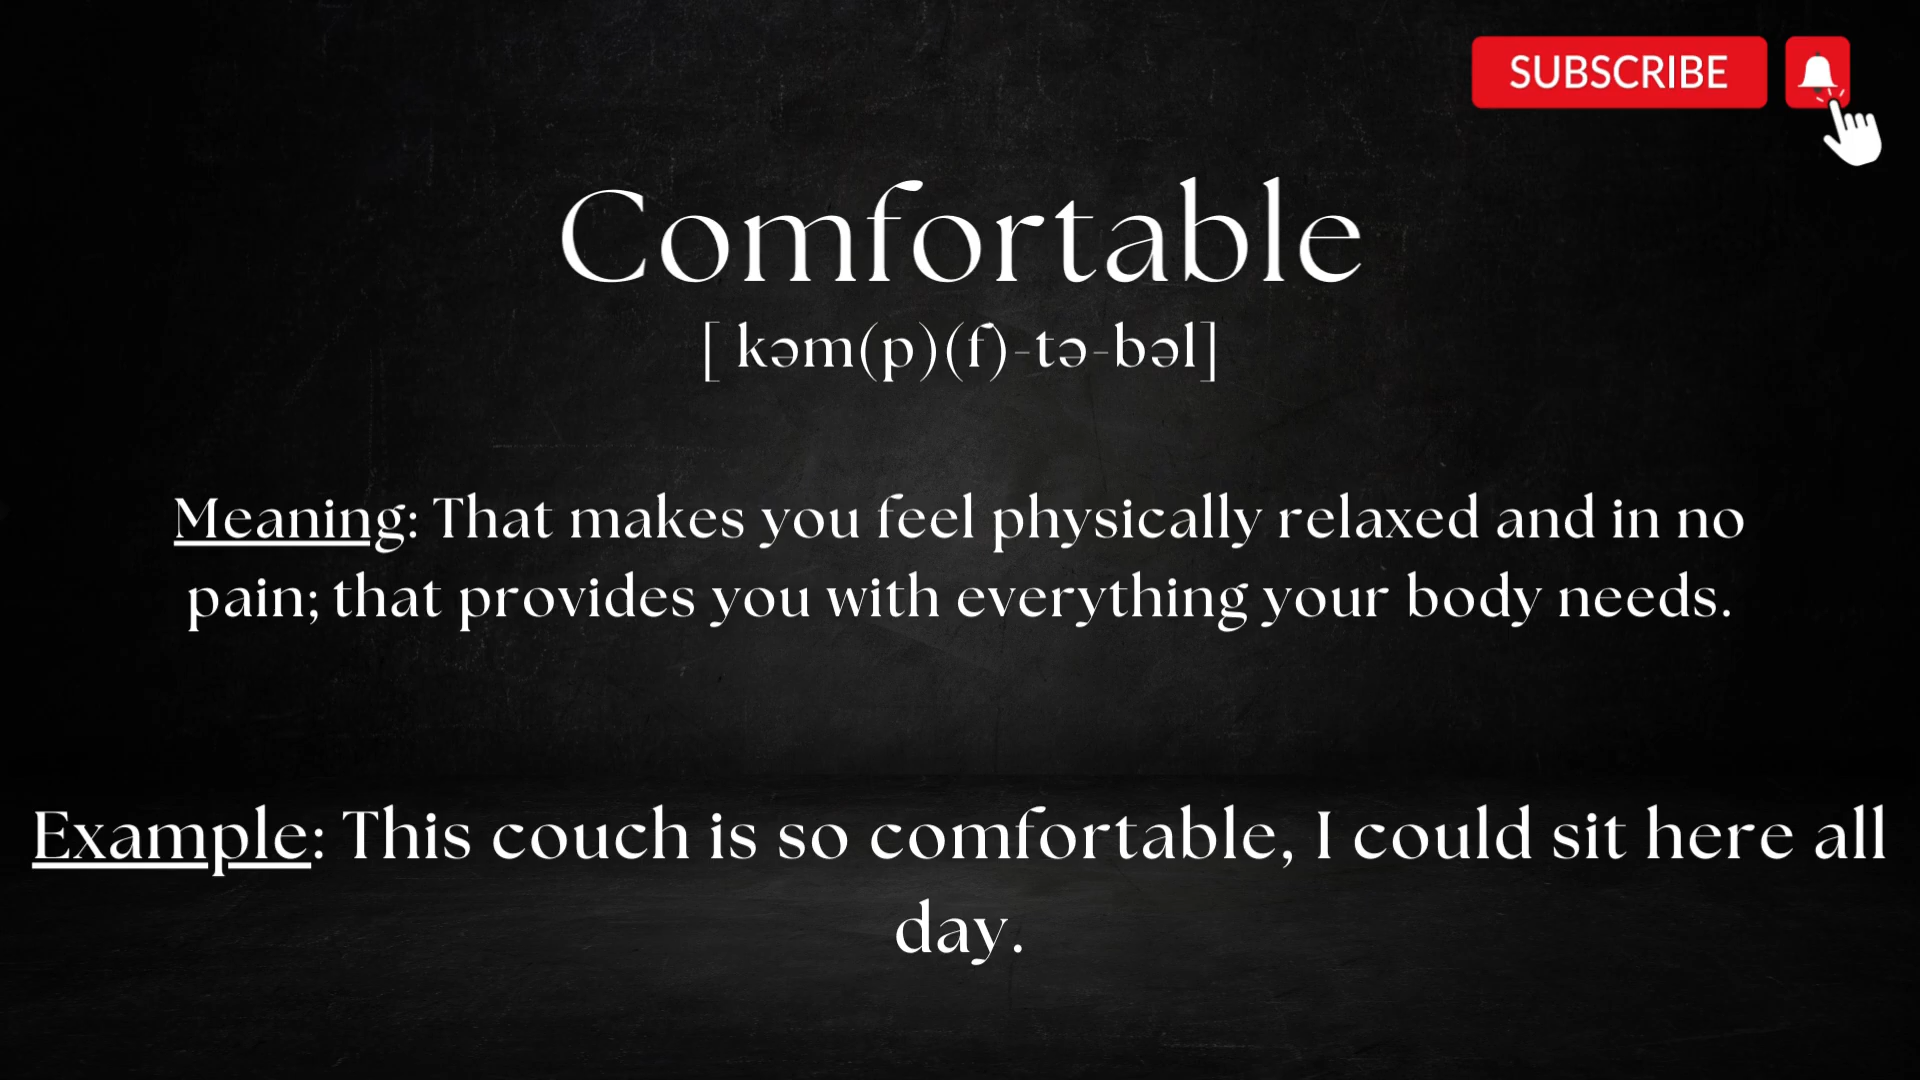 SUBSCRIBE
Comfortable
[ kəm(p)(f)-tə-bəl]
Meaning: That makes you feel physically relaxed and in no
pain; that provides you with everything your body needs.
Example: This couch is so comfortable, I could sit here all
day.